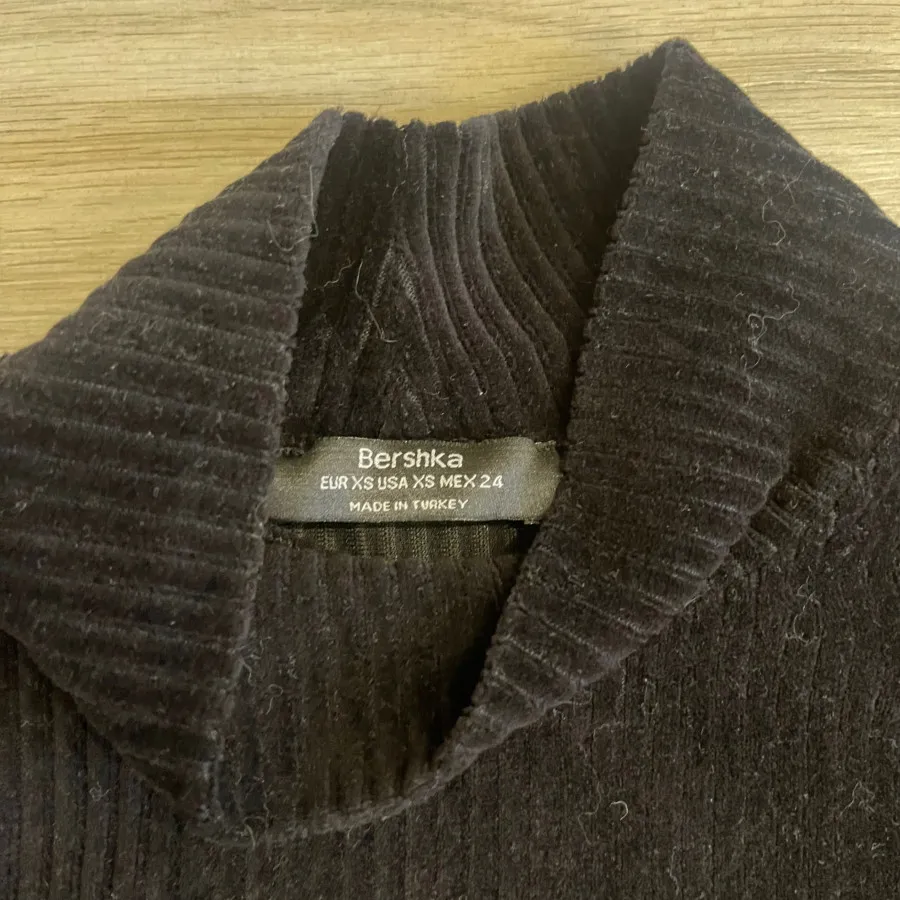 Bershka
EUR XS USA XS MEX 24
MADE IN TURKEY